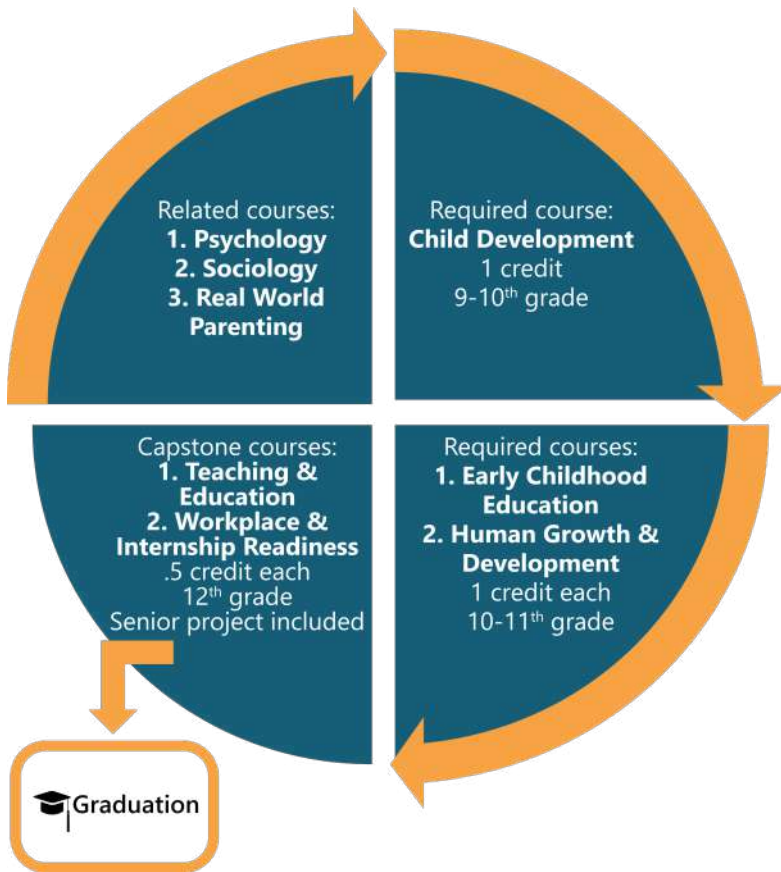 Related courses:
1. Psychology
2. Sociology
3. Real World
Parenting
Required course:
Child Development
1 credit
9-10th grade
Capstone courses:
1. Teaching &
Education
2. Workplace &
Internship Readiness
.5 credit each
12th grade
Senior project included
Required courses:
1. Early Childhood
Education
2. Human Growth &
Development
1 credit each
10-11th grade
Graduation